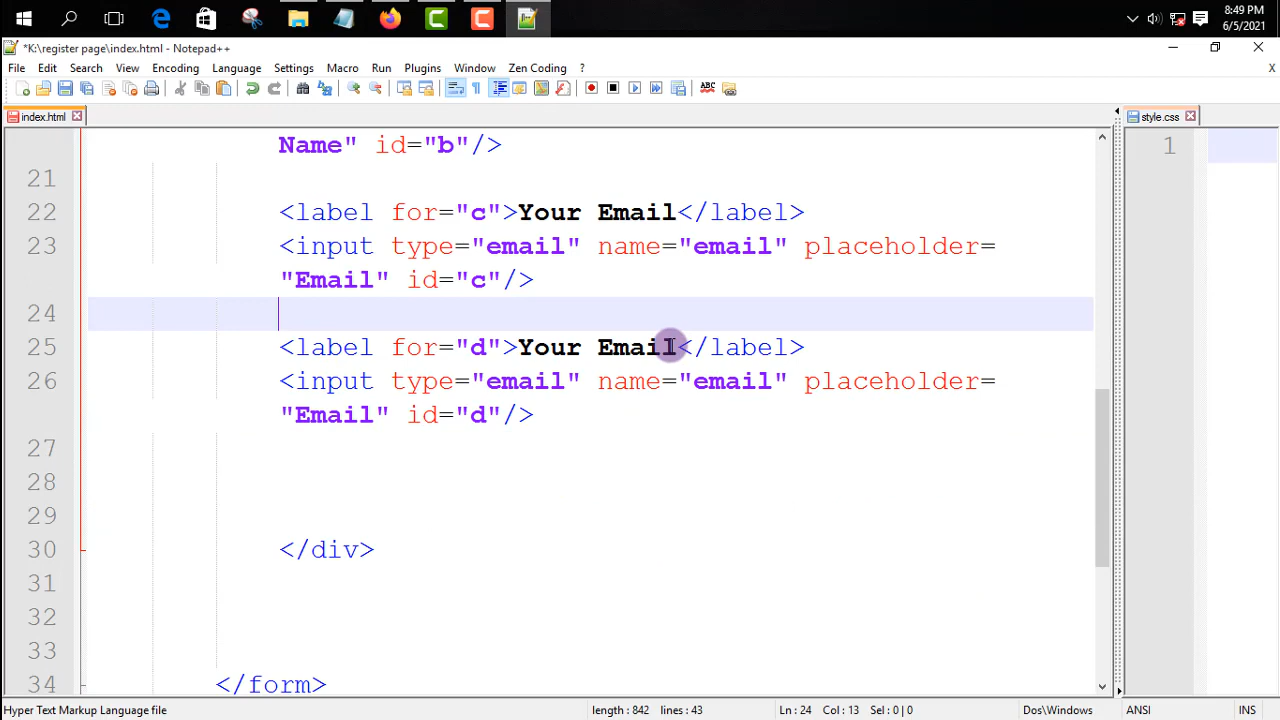 8:49 PM
6/5/2021
*K:\register page\index.html - Notepad++
File Edit Search View Encoding Language Settings Macro Run Plugins Window Zen Coding ? X
ABC
index.html
style.css
Name" id="b"/>
1
21
22 <label for="c">Your Email</label>
23 <input type="email" name="email" placeholder=
"Email" id="c"/>
24
25 <label for="d">Your Email</label>
26 <input type="email" name="email" placeholder=
"Email" id="d"/>
27
28
29
30 </div>
31
32
33
34 </form>
Hyper Text Markup Language file length : 842 lines : 43 Ln : 24 Col : 13 Sel : 0 | 0 Dos\Windows ANSI INS